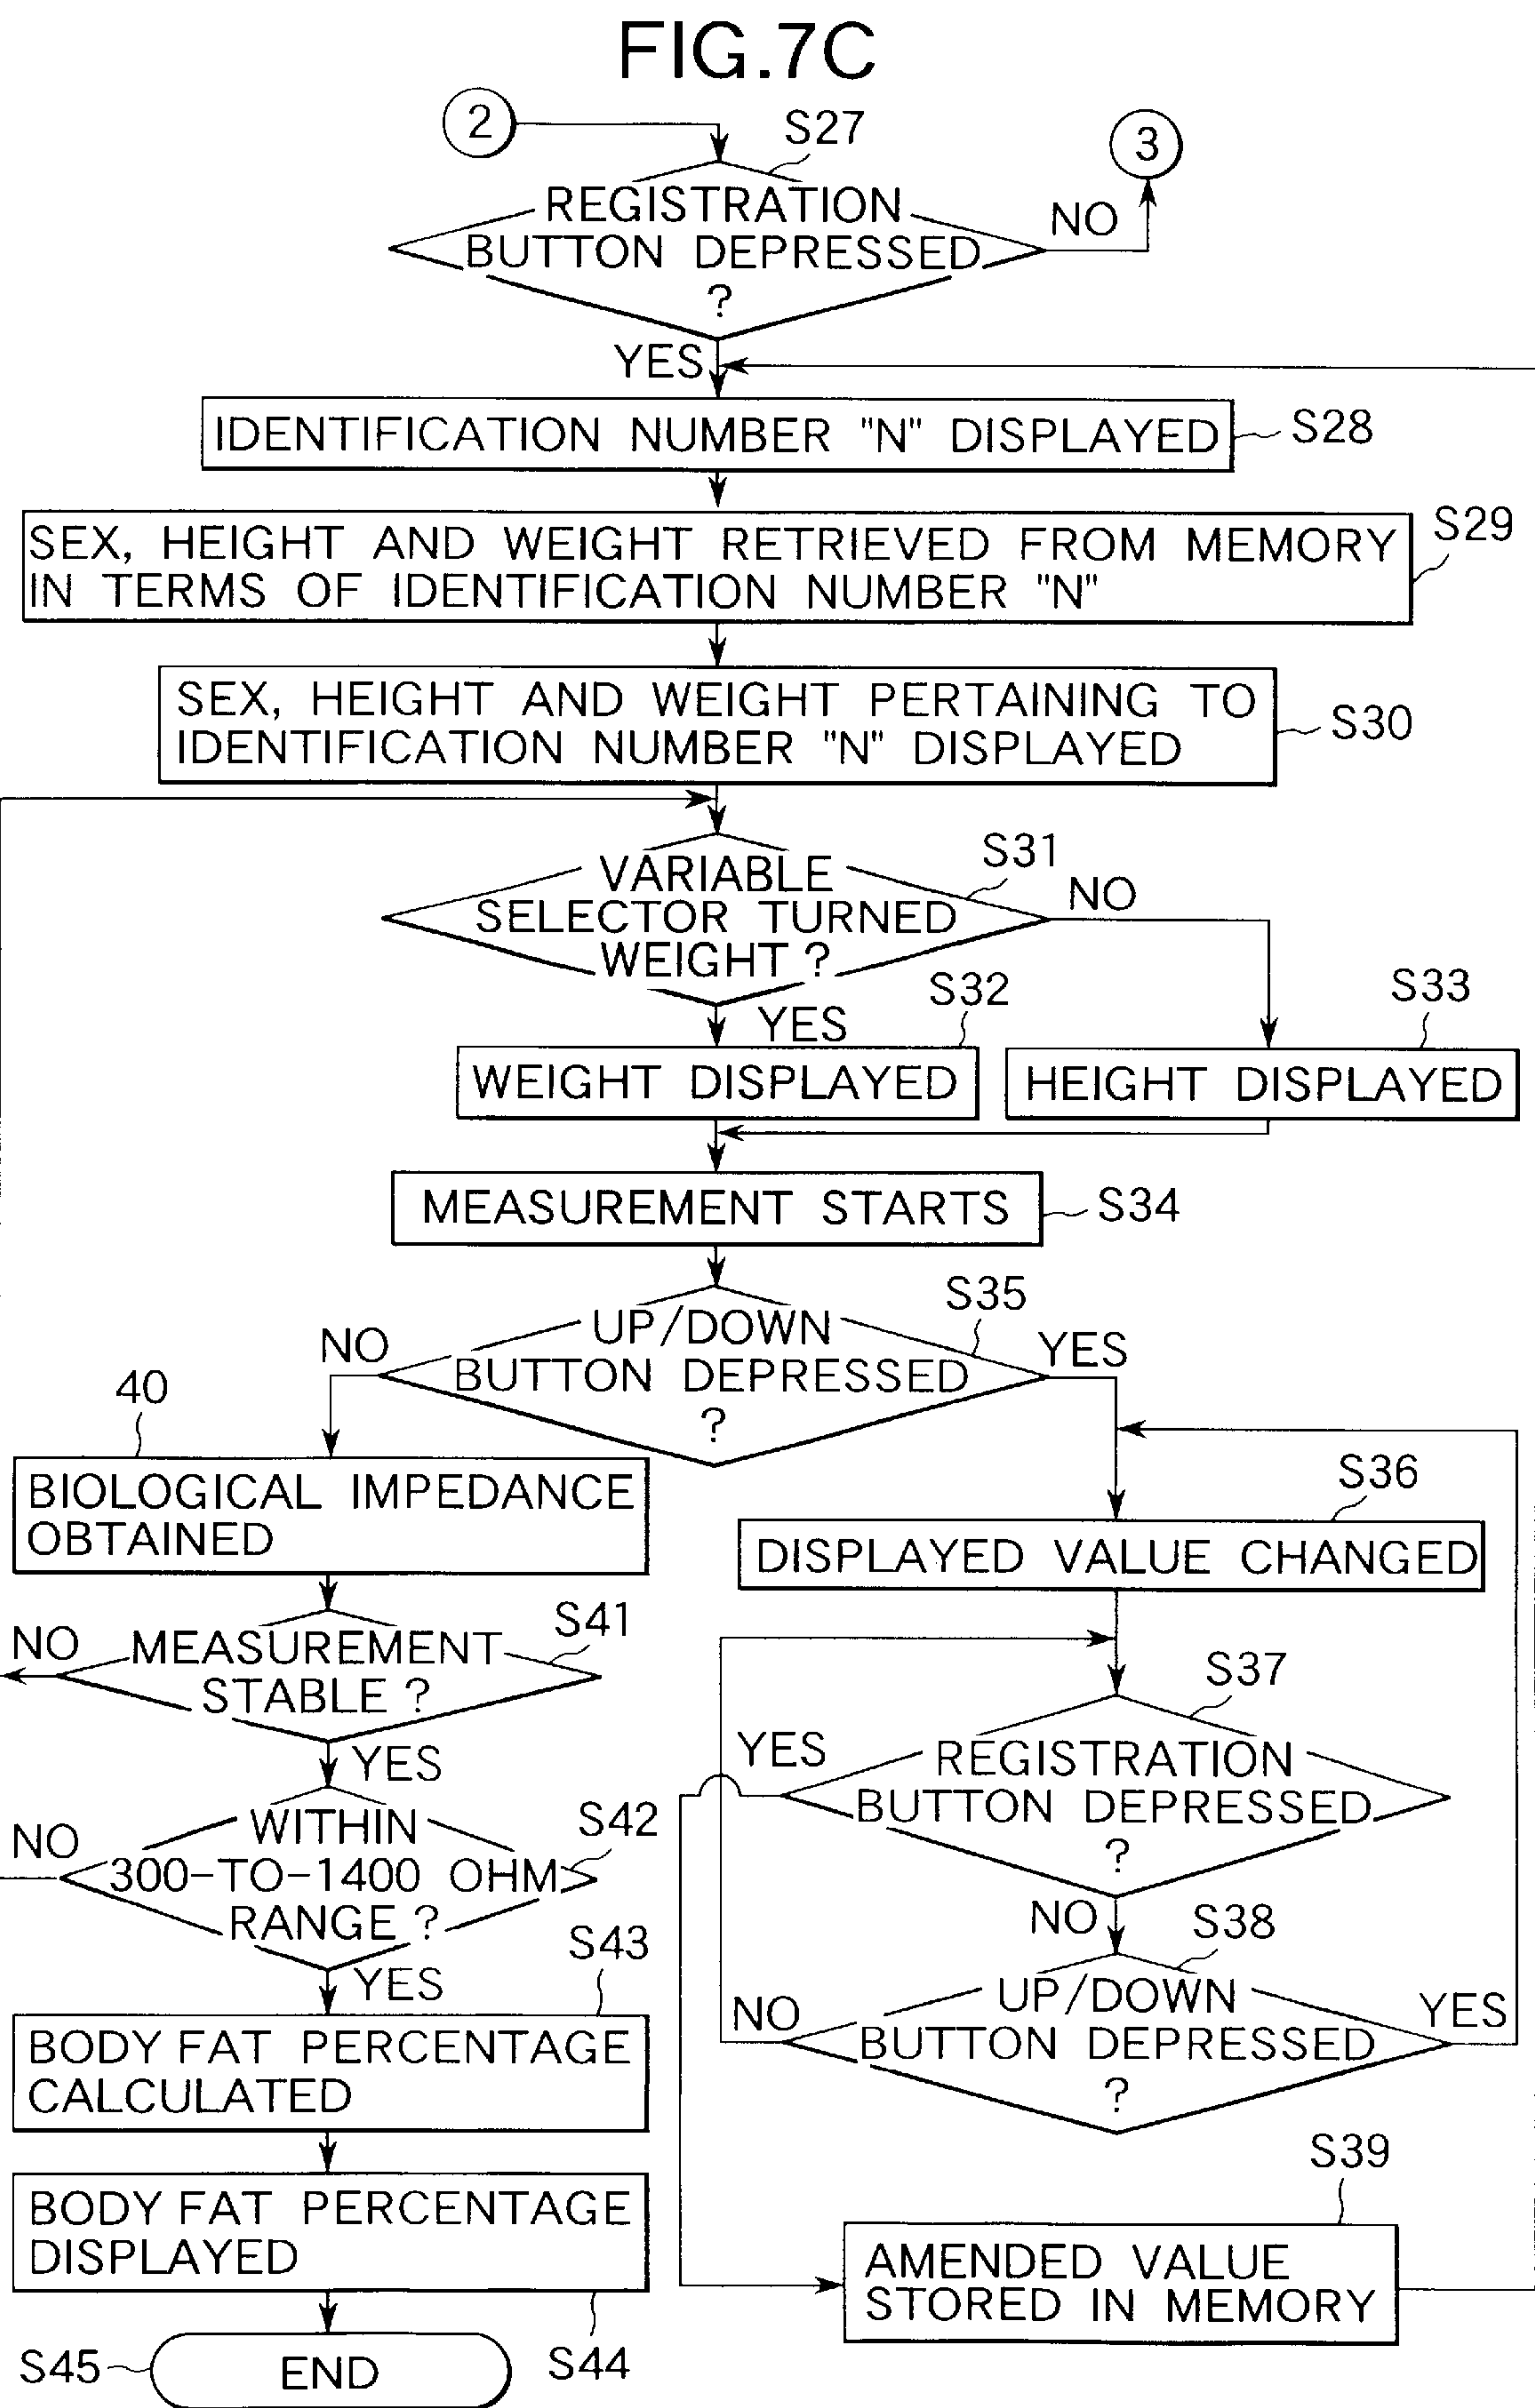 FIG.7C
2
S27
3
REGISTRATION
BUTTON DEPRESSED
?
NO
YES
IDENTIFICATION NUMBER "N" DISPLAYED
S28
SEX, HEIGHT AND WEIGHT RETRIEVED FROM MEMORY
IN TERMS OF IDENTIFICATION NUMBER "N"
S29
SEX, HEIGHT AND WEIGHT PERTAINING TO
IDENTIFICATION NUMBER "N" DISPLAYED
S30
VARIABLE
SELECTOR TURNED
WEIGHT ?
S31
NO
YES
S32
S33
WEIGHT DISPLAYED
HEIGHT DISPLAYED
MEASUREMENT STARTS
S34
UP/DOWN
BUTTON DEPRESSED
?
S35
NO
YES
40
BIOLOGICAL IMPEDANCE
OBTAINED
S36
DISPLAYED VALUE CHANGED
NO
MEASUREMENT
STABLE ?
S41
YES
S37
YES
REGISTRATION
BUTTON DEPRESSED
?
NO
NO
WITHIN
300-TO-1400 OHM
RANGE ?
S42
YES
S43
S38
NO
UP/DOWN
BUTTON DEPRESSED
?
YES
BODY FAT PERCENTAGE
CALCULATED
BODY FAT PERCENTAGE
DISPLAYED
S39
AMENDED VALUE
STORED IN MEMORY
S44
S45
END